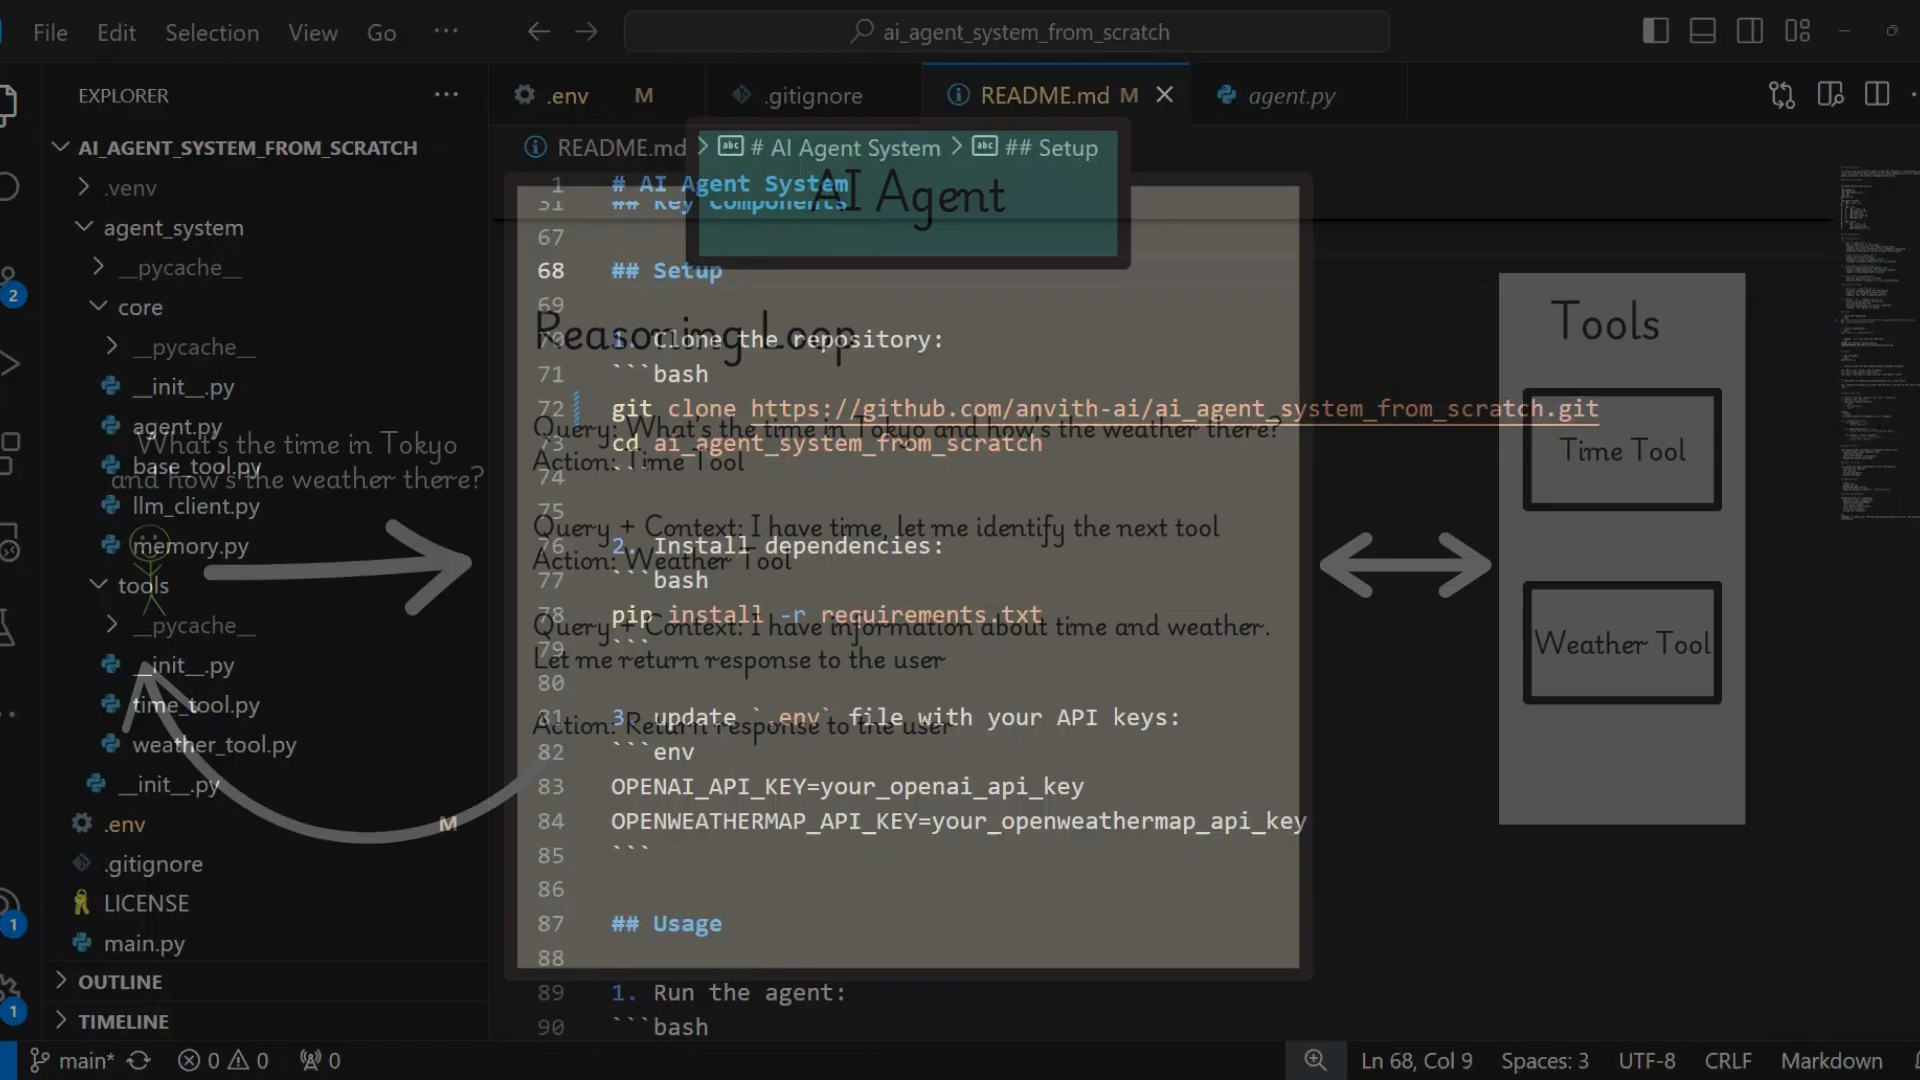 File Edit Selection View Go ...
ai_agent_system_from_scratch
EXPLORER ...
AI_AGENT_SYSTEM_FROM_SCRATCH
.venv
agent_system
__pycache__
core
__pycache__
__init__.py
agent.py
base_tool.py
llm_client.py
memory.py
tools
__pycache__
__init__.py
time_tool.py
weather_tool.py
__init__.py
.env M
.gitignore
LICENSE
main.py
OUTLINE
TIMELINE
2
1
1
What's the time in Tokyo
and how's the weather there?
.env M
.gitignore
README.md M
agent.py
README.md > # AI Agent System > ## Setup
AI Agent
1 # AI Agent System
51 ## Key Components
67
68 ## Setup
69
70 1. Clone the repository:
71 ```bash
72 git clone https://github.com/anvith-ai/ai_agent_system_from_scratch.git
73 cd ai_agent_system_from_scratch
74 ```
75
76 2. Install dependencies:
77 ```bash
78 pip install -r requirements.txt
79 ```
80
81 3. update `.env` file with your API keys:
82 ```env
83 OPENAI_API_KEY=your_openai_api_key
84 OPENWEATHERMAP_API_KEY=your_openweathermap_api_key
85 ```
86
87 ## Usage
88
89 1. Run the agent:
90 ```bash
Reasoning Loop
Query: What's the time in Tokyo and how's the weather there?
Action: Time Tool
Query + Context: I have time, let me identify the next tool
Action: Weather Tool
Query + Context: I have information about time and weather.
Let me return response to the user
Action: Return response to the user
Tools
Time Tool
Weather Tool
main* 0 0 0
Ln 68, Col 9 Spaces: 3 UTF-8 CRLF Markdown